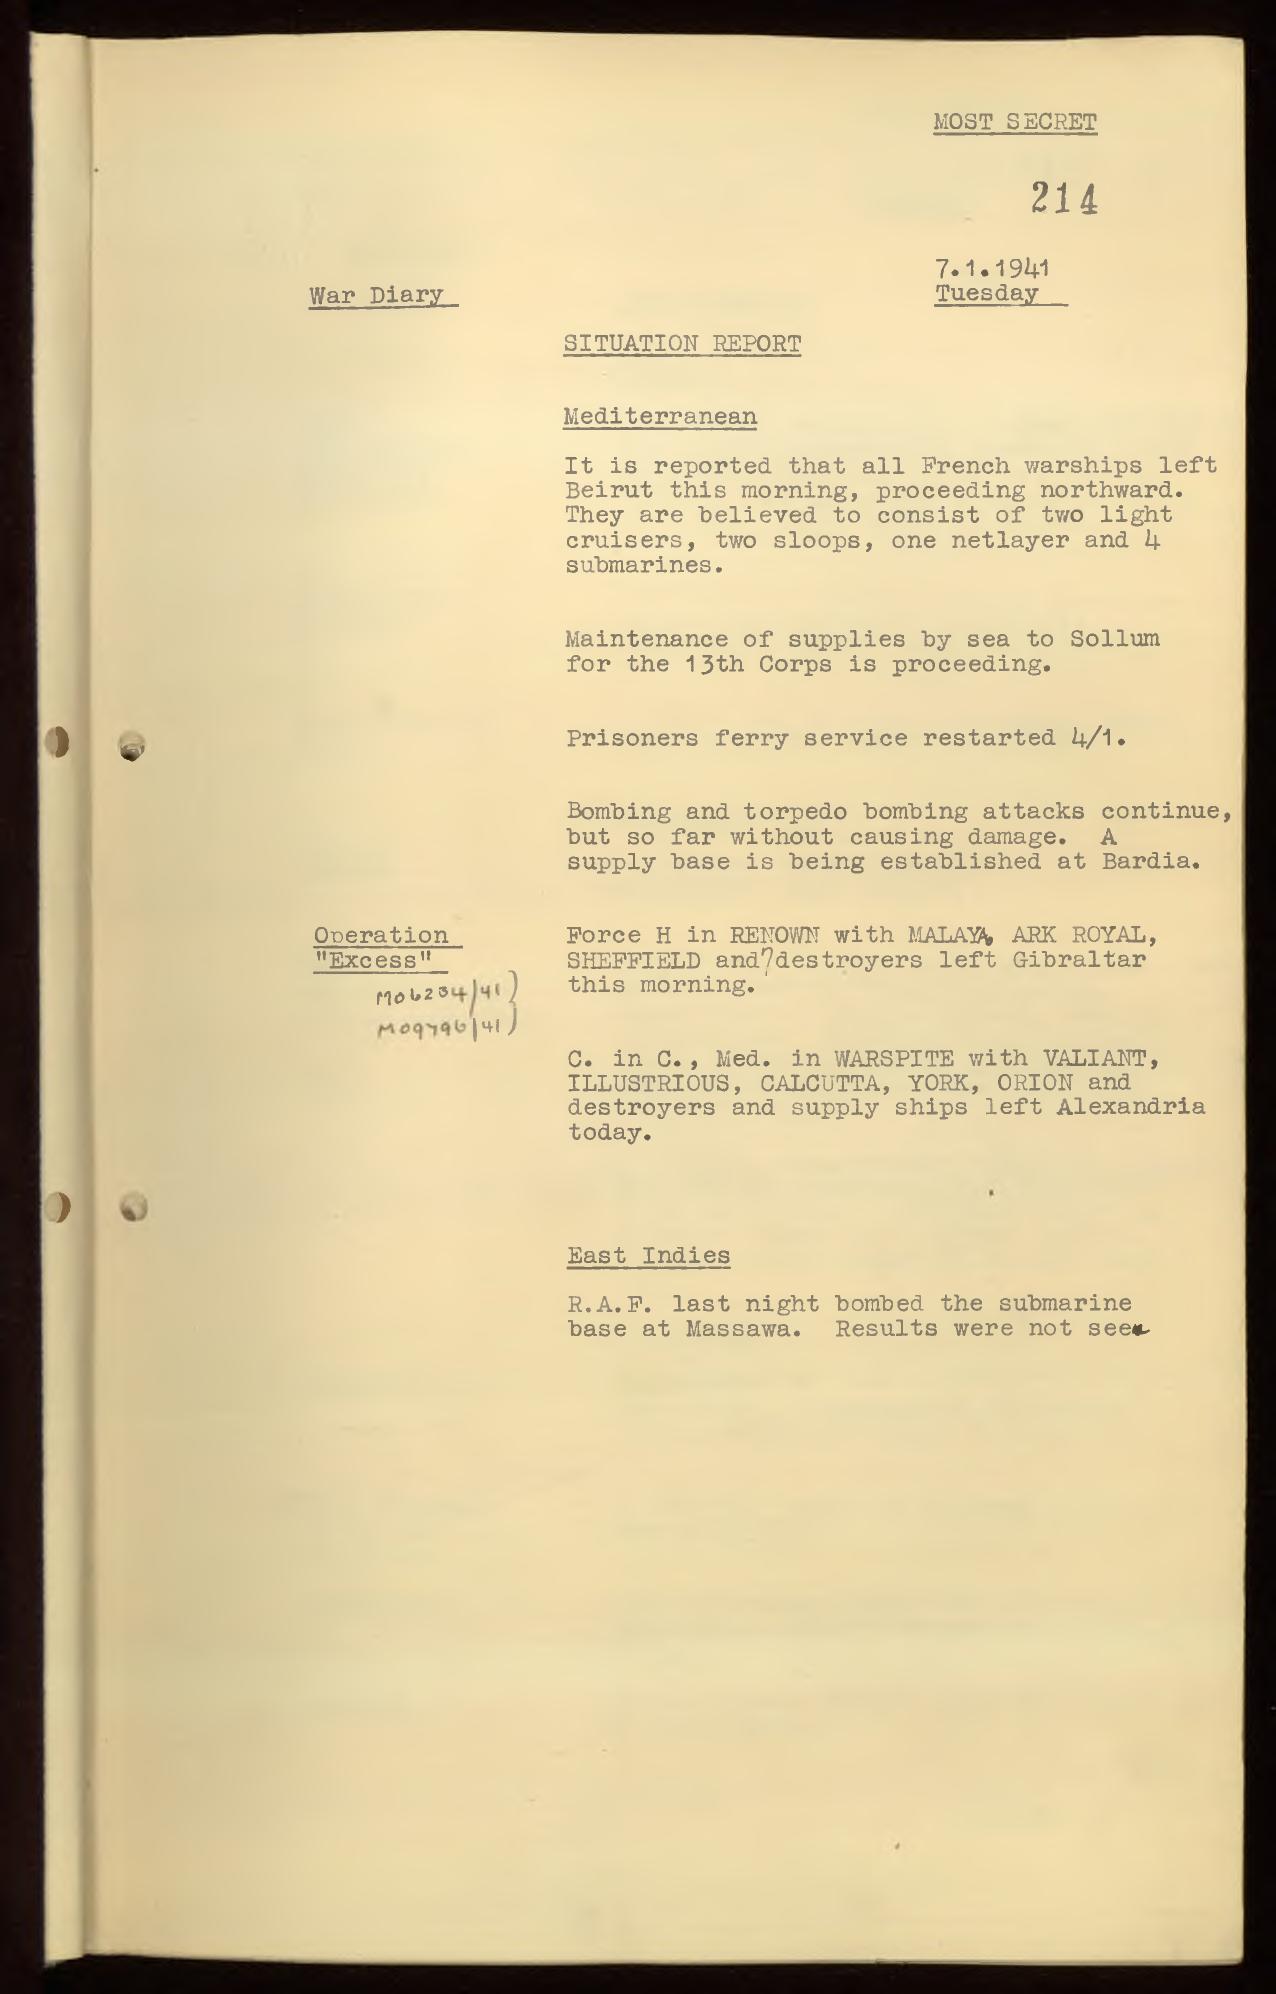 MOST SECRET
214
7.1.1941
War Diary
Tuesday
SITUATION REPORT
Mediterranean
It is reported that all French warships left
Beirut this morning, proceeding northward.
They are believed to consist of two light
cruisers, two sloops, one netlayer and 4
submarines.
Maintenance of supplies by sea to Sollum
for the 13th Corps is proceeding.
Prisoners ferry service restarted 4/1.
Bombing and torpedo bombing attacks continue,
but so far without causing damage. A
supply base is being established at Bardia.
Operation
"Excess"
M06234/41)
M09796/41)
Force H in RENOWN with MALAYA, ARK ROYAL,
SHEFFIELD and 7 destroyers left Gibraltar
this morning.
C. in C., Med. in WARSPITE with VALIANT,
ILLUSTRIOUS, CALCUTTA, YORK, ORION and
destroyers and supply ships left Alexandria
today.
East Indies
R.A.F. last night bombed the submarine
base at Massawa. Results were not seen